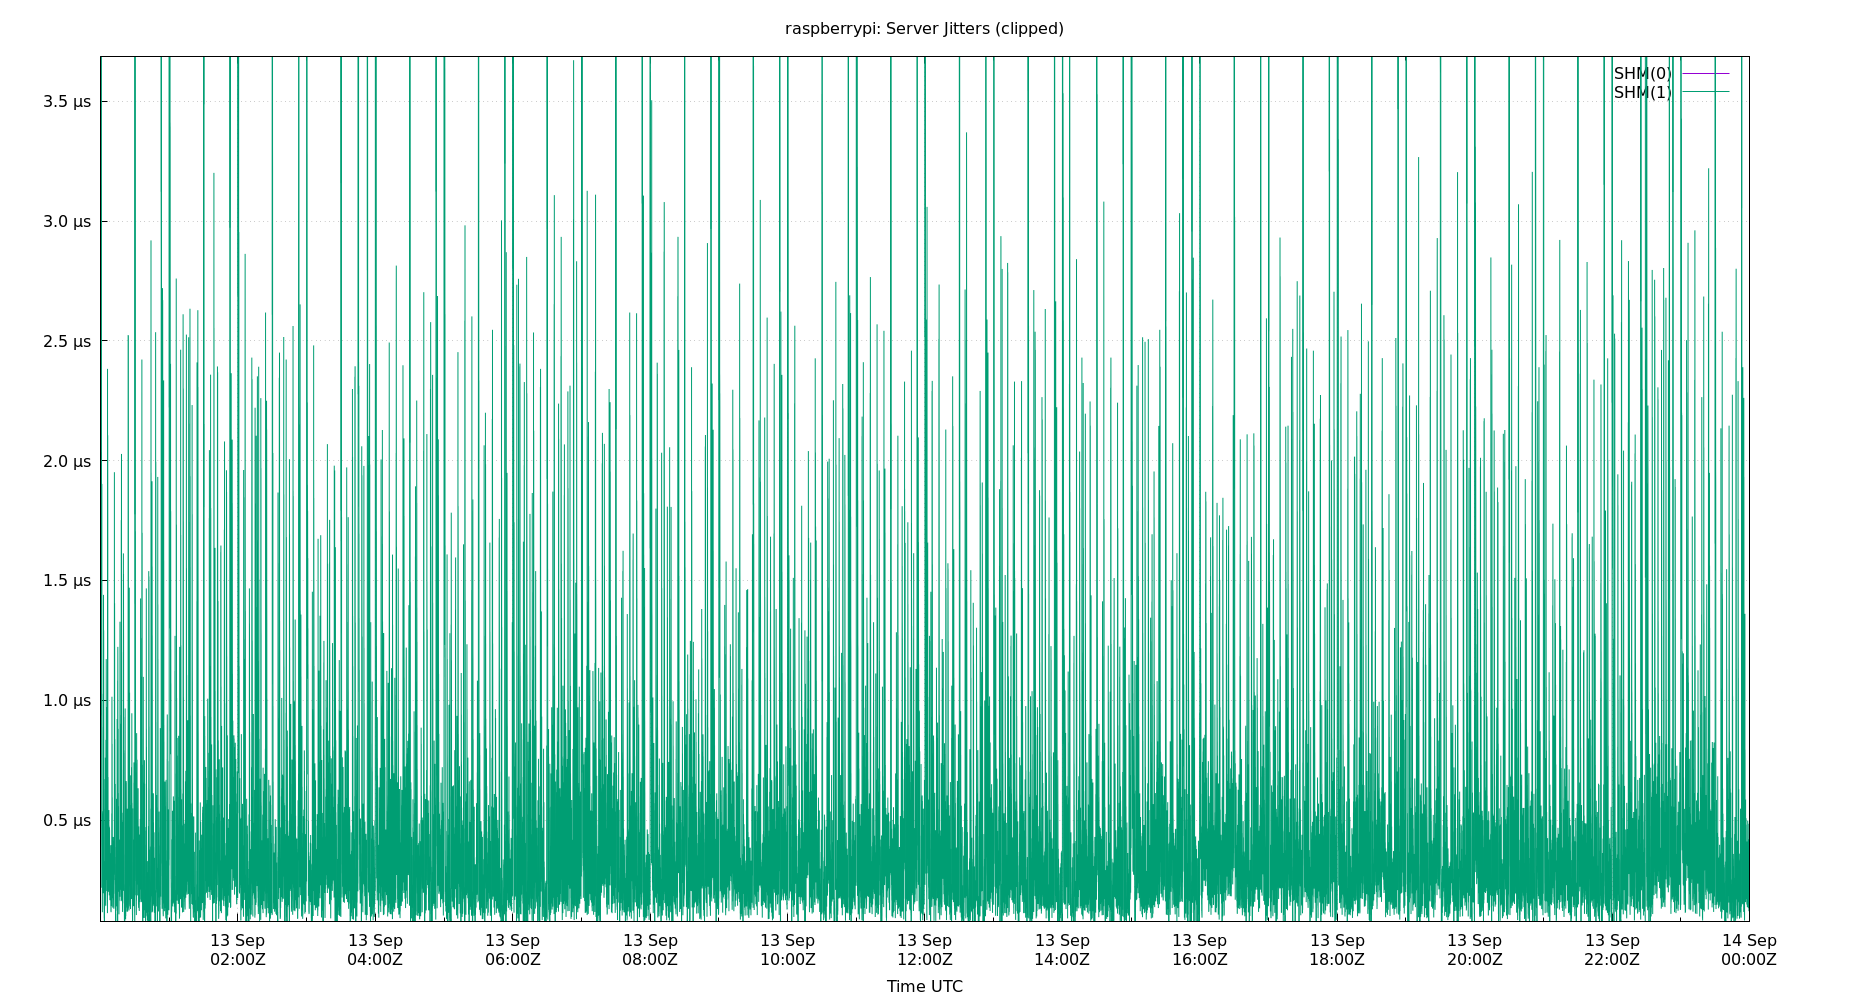 raspberrypi: Server Jitters (clipped)
SHM(0)
SHM(1)
3.5 µs
3.0 µs
2.5 µs
2.0 µs
1.5 µs
1.0 µs
0.5 µs
13 Sep 13 Sep 13 Sep 13 Sep 13 Sep 13 Sep 13 Sep 13 Sep 13 Sep 13 Sep 13 Sep 14 Sep
02:00Z 04:00Z 06:00Z 08:00Z 10:00Z 12:00Z 14:00Z 16:00Z 18:00Z 20:00Z 22:00Z 00:00Z
Time UTC